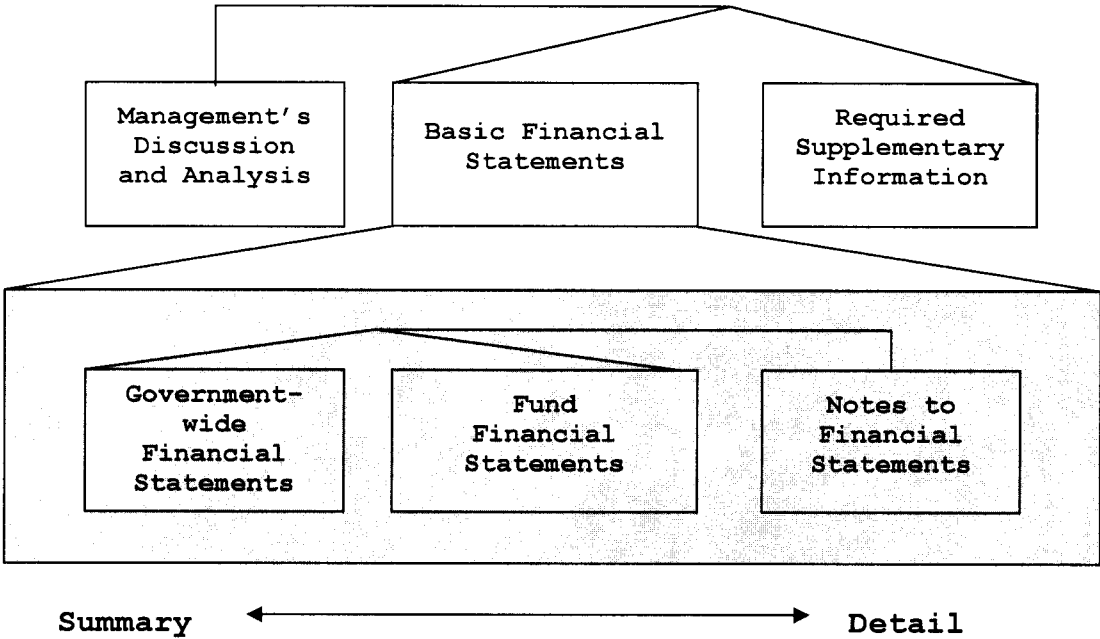 Management's
Discussion
and Analysis
Basic Financial
Statements
Required
Supplementary
Information
Government-
wide
Financial
Statements
Fund
Financial
Statements
Notes to
Financial
Statements
Summary
Detail